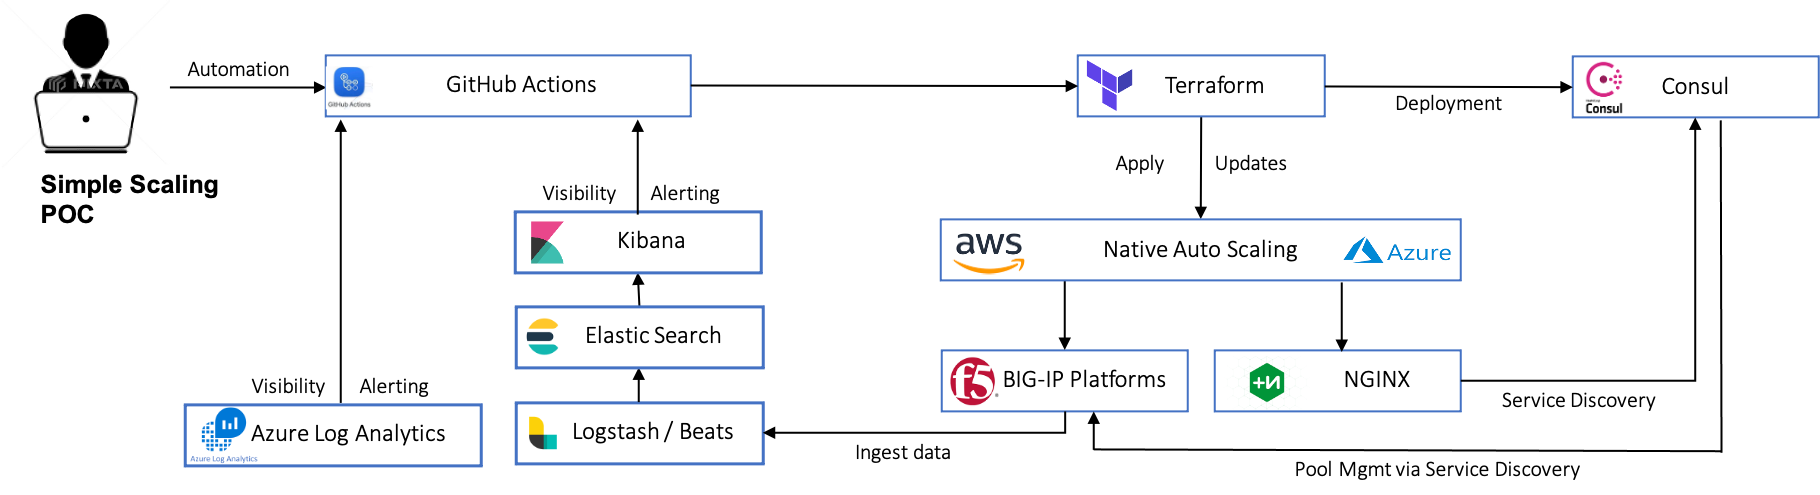 Automation
GitHub Actions
GitHub Actions
Terraform
Deployment
HashiCorp
Consul
Consul
Simple Scaling
POC
Apply Updates
Visibility Alerting
Kibana
aws
Native Auto Scaling
Azure
Elastic Search
f5
BIG-IP Platforms
NGINX
Service Discovery
Visibility Alerting
Azure Log Analytics
Azure Log Analytics
Logstash / Beats
Ingest data
Pool Mgmt via Service Discovery